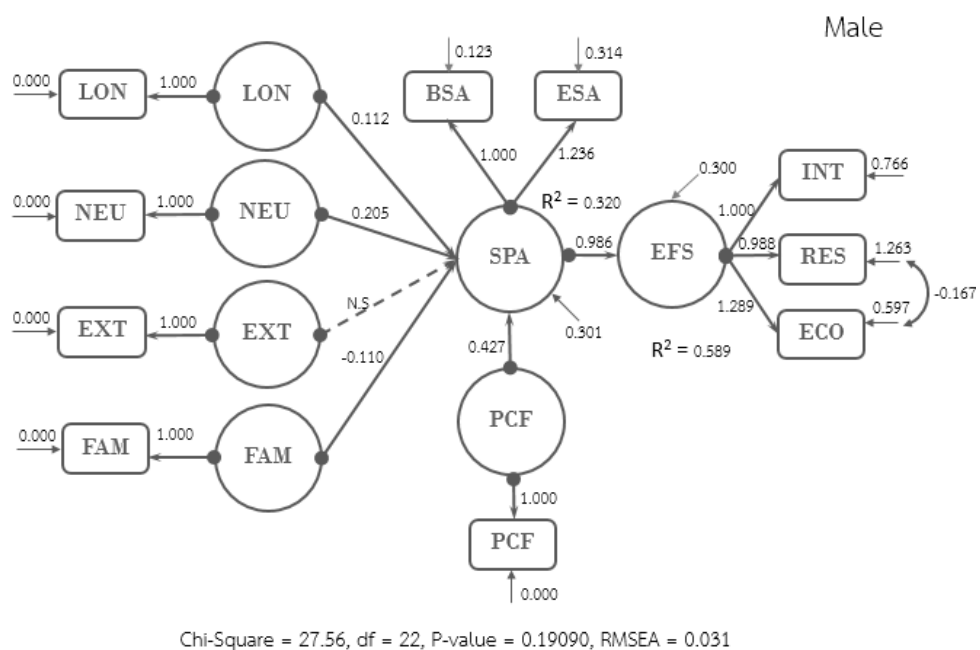 Male
0.000
LON
1.000
LON
0.112
0.123
BSA
0.314
ESA
1.000
1.236
0.000
NEU
1.000
NEU
0.205
R² = 0.320
SPA
0.986
0.301
0.300
EFS
1.000
INT
0.766
0.988
RES
1.263
1.289
ECO
0.597
-0.167
R² = 0.589
0.000
EXT
1.000
EXT
N.S
-0.110
0.427
PCF
0.000
FAM
1.000
FAM
1.000
PCF
0.000
Chi-Square = 27.56, df = 22, P-value = 0.19090, RMSEA = 0.031